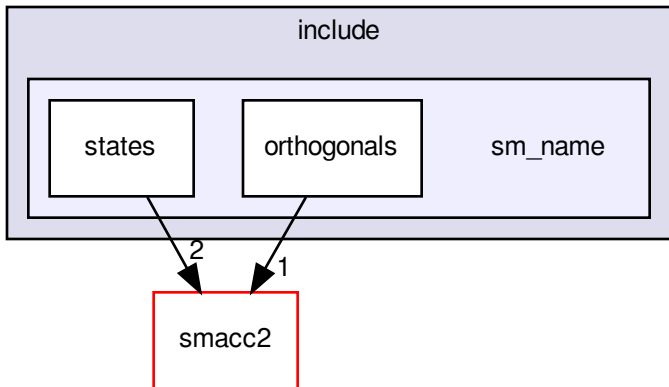 include
states
orthogonals
sm_name
2
1
smacc2